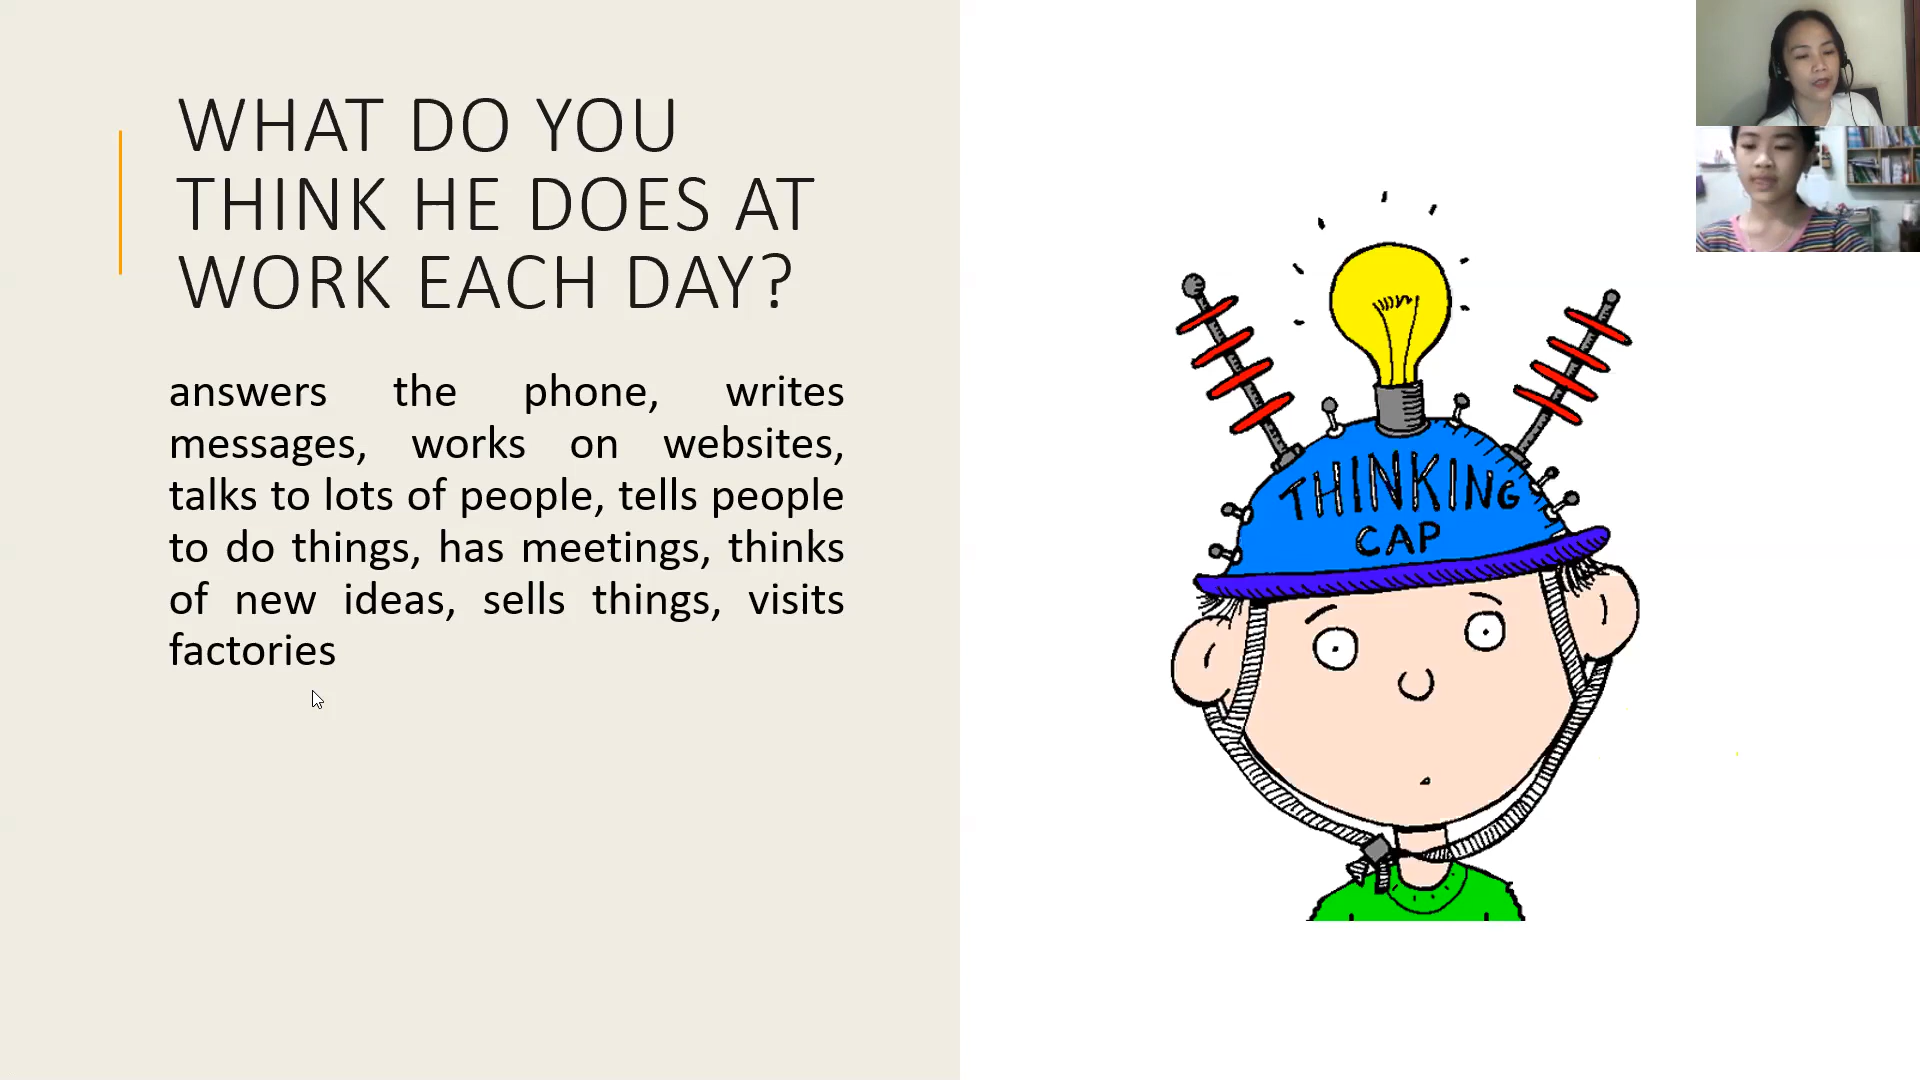 WHAT DO YOU
THINK HE DOES AT
WORK EACH DAY?
answers the phone, writes
messages, works on websites,
talks to lots of people, tells people
to do things, has meetings, thinks
of new ideas, sells things, visits
factories
THINKING
CAP